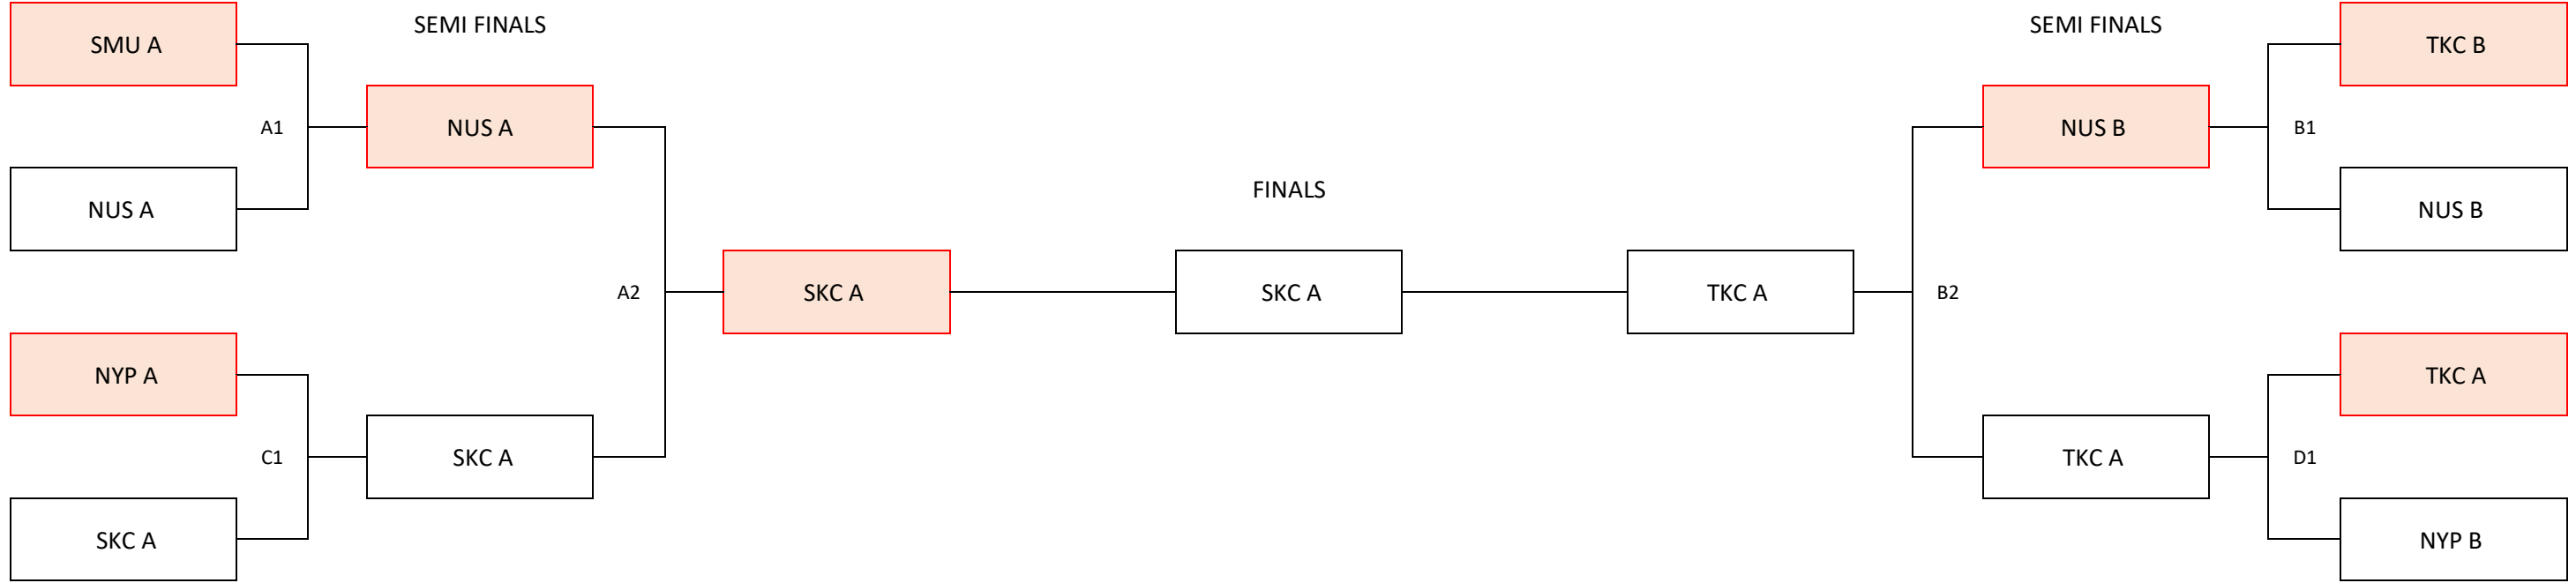 SMU A
SEMI FINALS
SEMI FINALS
TKC B
A1
NUS A
NUS B
B1
NUS A
FINALS
NUS B
A2
SKC A
SKC A
TKC A
B2
NYP A
TKC A
C1
SKC A
TKC A
D1
SKC A
NYP B